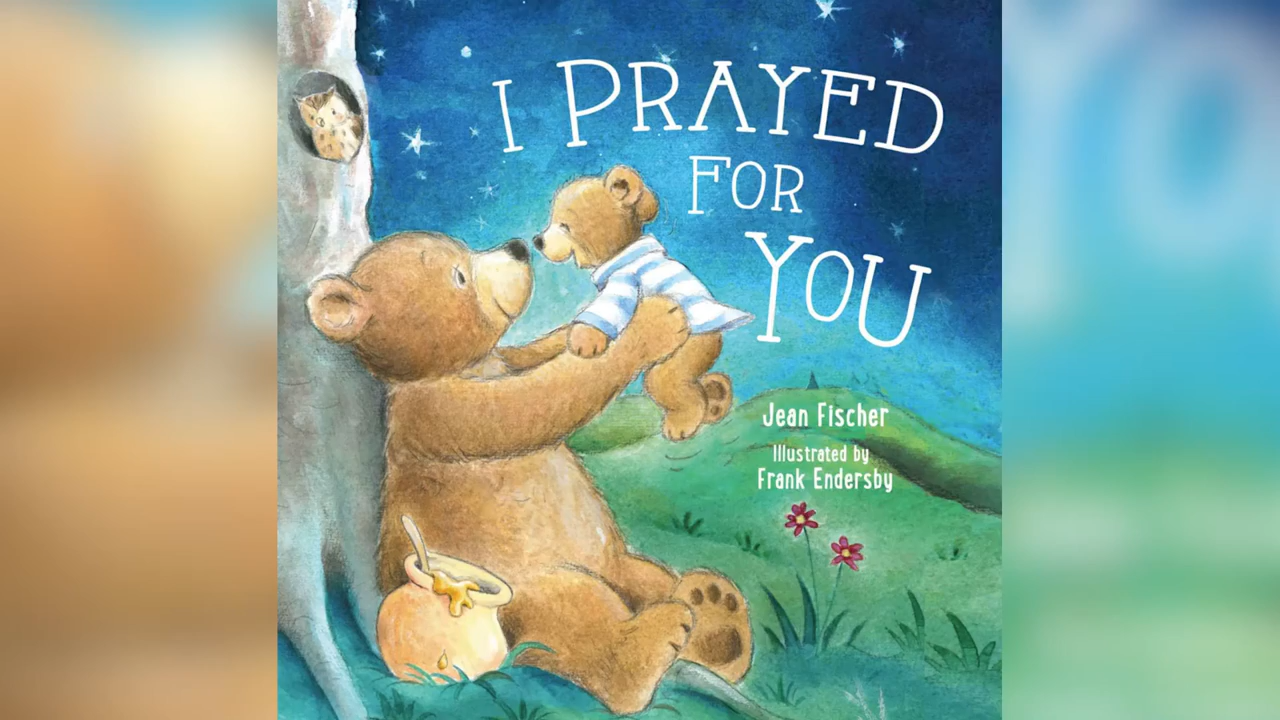 I PRAYED
FOR
YOU
Jean Fischer
Illustrated by
Frank Endersby